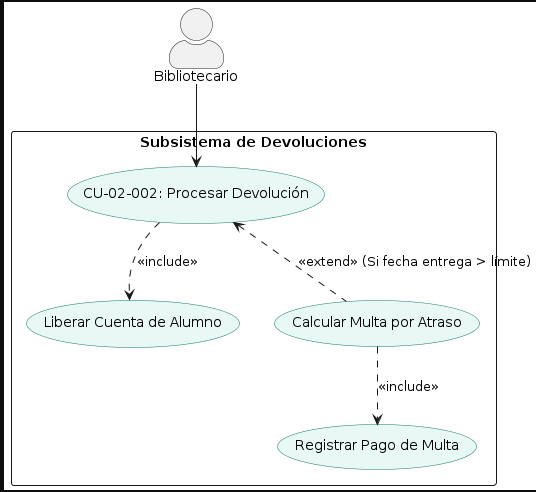 Bibliotecario
Subsistema de Devoluciones
CU-02-002: Procesar Devolución
«include»
«extend» (Si fecha entrega > límite)
Liberar Cuenta de Alumno
Calcular Multa por Atraso
«include»
Registrar Pago de Multa